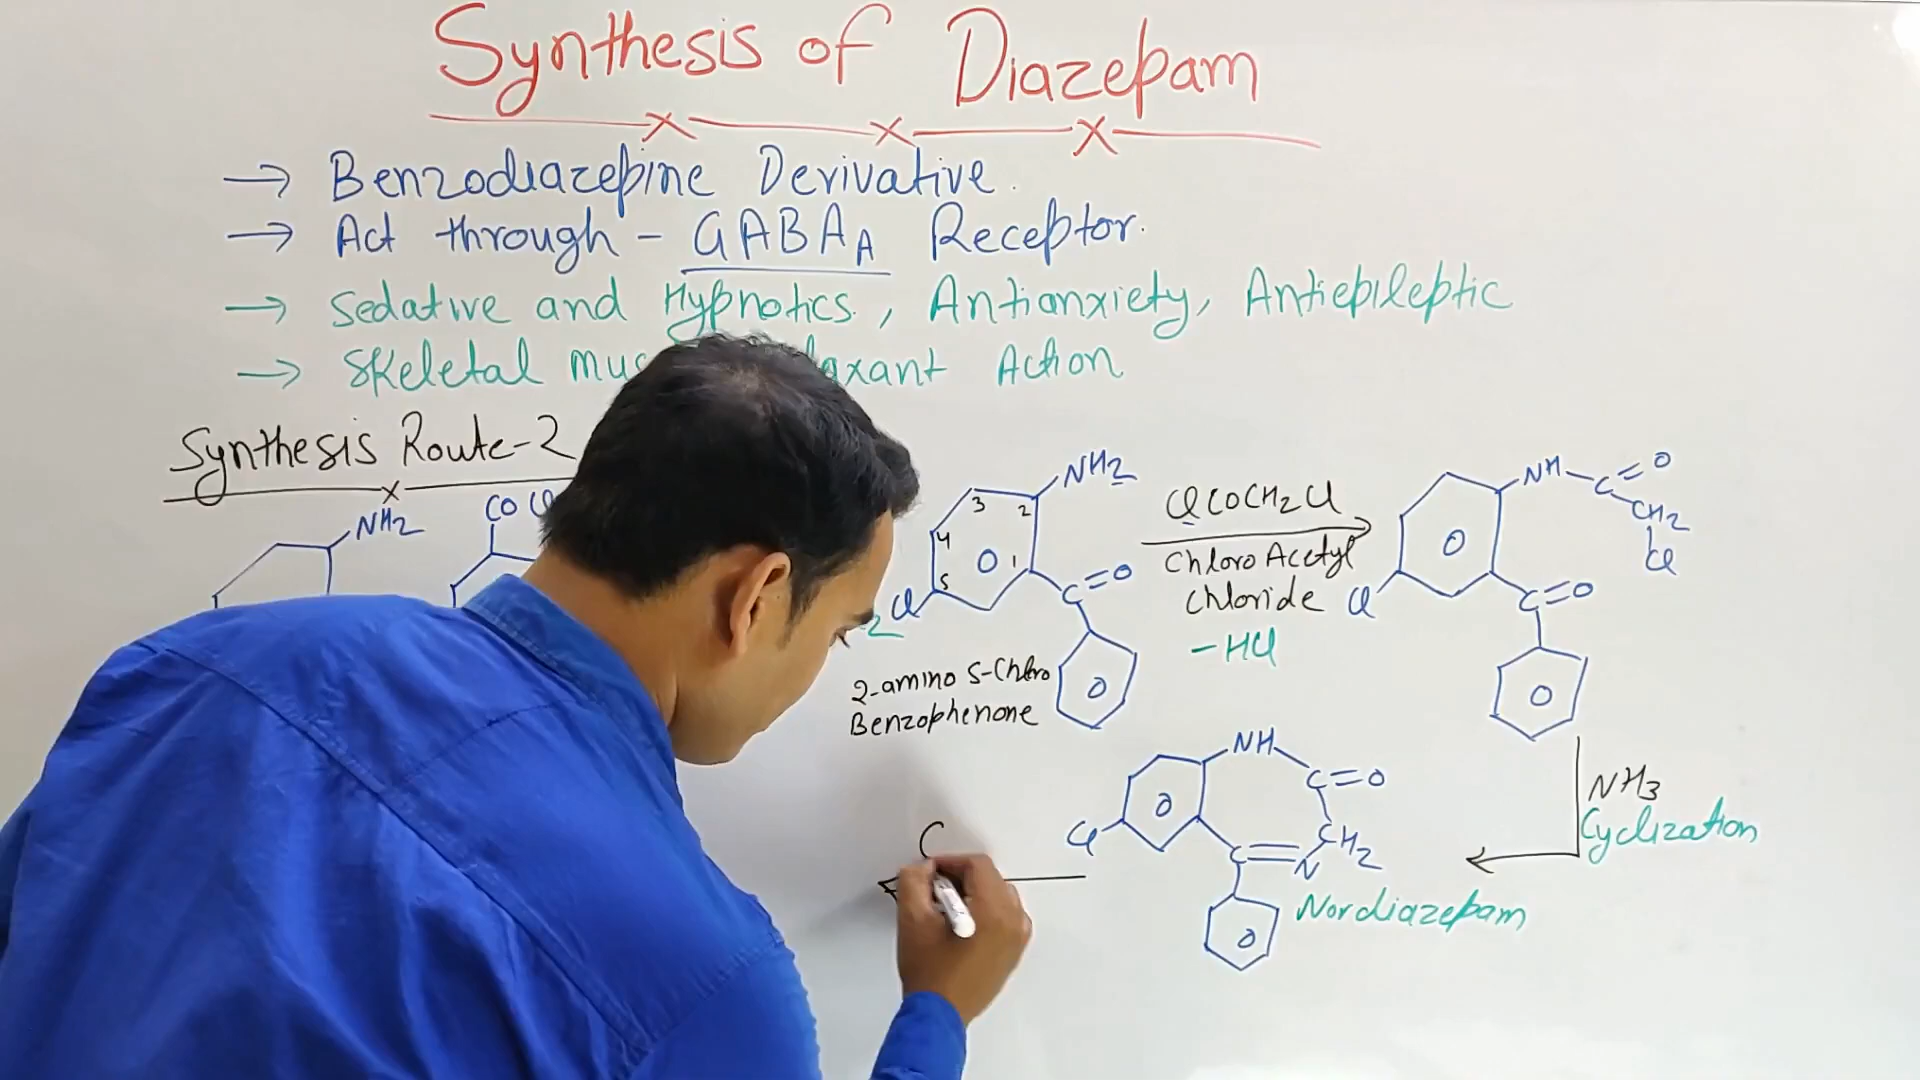 Synthesis of Diazepam
→ Benzodiazepine Derivative.
→ Act through - GABAA Receptor.
→ Sedative and Hypnotics, Antianxiety, Antiepileptic
→ Skeletal Action
Synthesis Route-2
NH2
CO
NH2
3
2
4
O 1
5
Cl
C=O
O
2-amino 5-Chloro
Benzophenone
ClCOCH2Cl
Chloro Acetyl
Chloride
-HCl
NH-C=O
CH2
Cl
O
Cl
C=O
O
NH3
Cyclization
NH
C=O
O
Cl
CH2
C=N
O
Nordiazepam
C